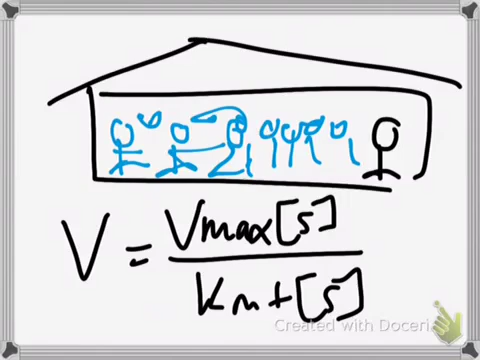 V = Vmax[S]
Km+[S]
Created with Doceri